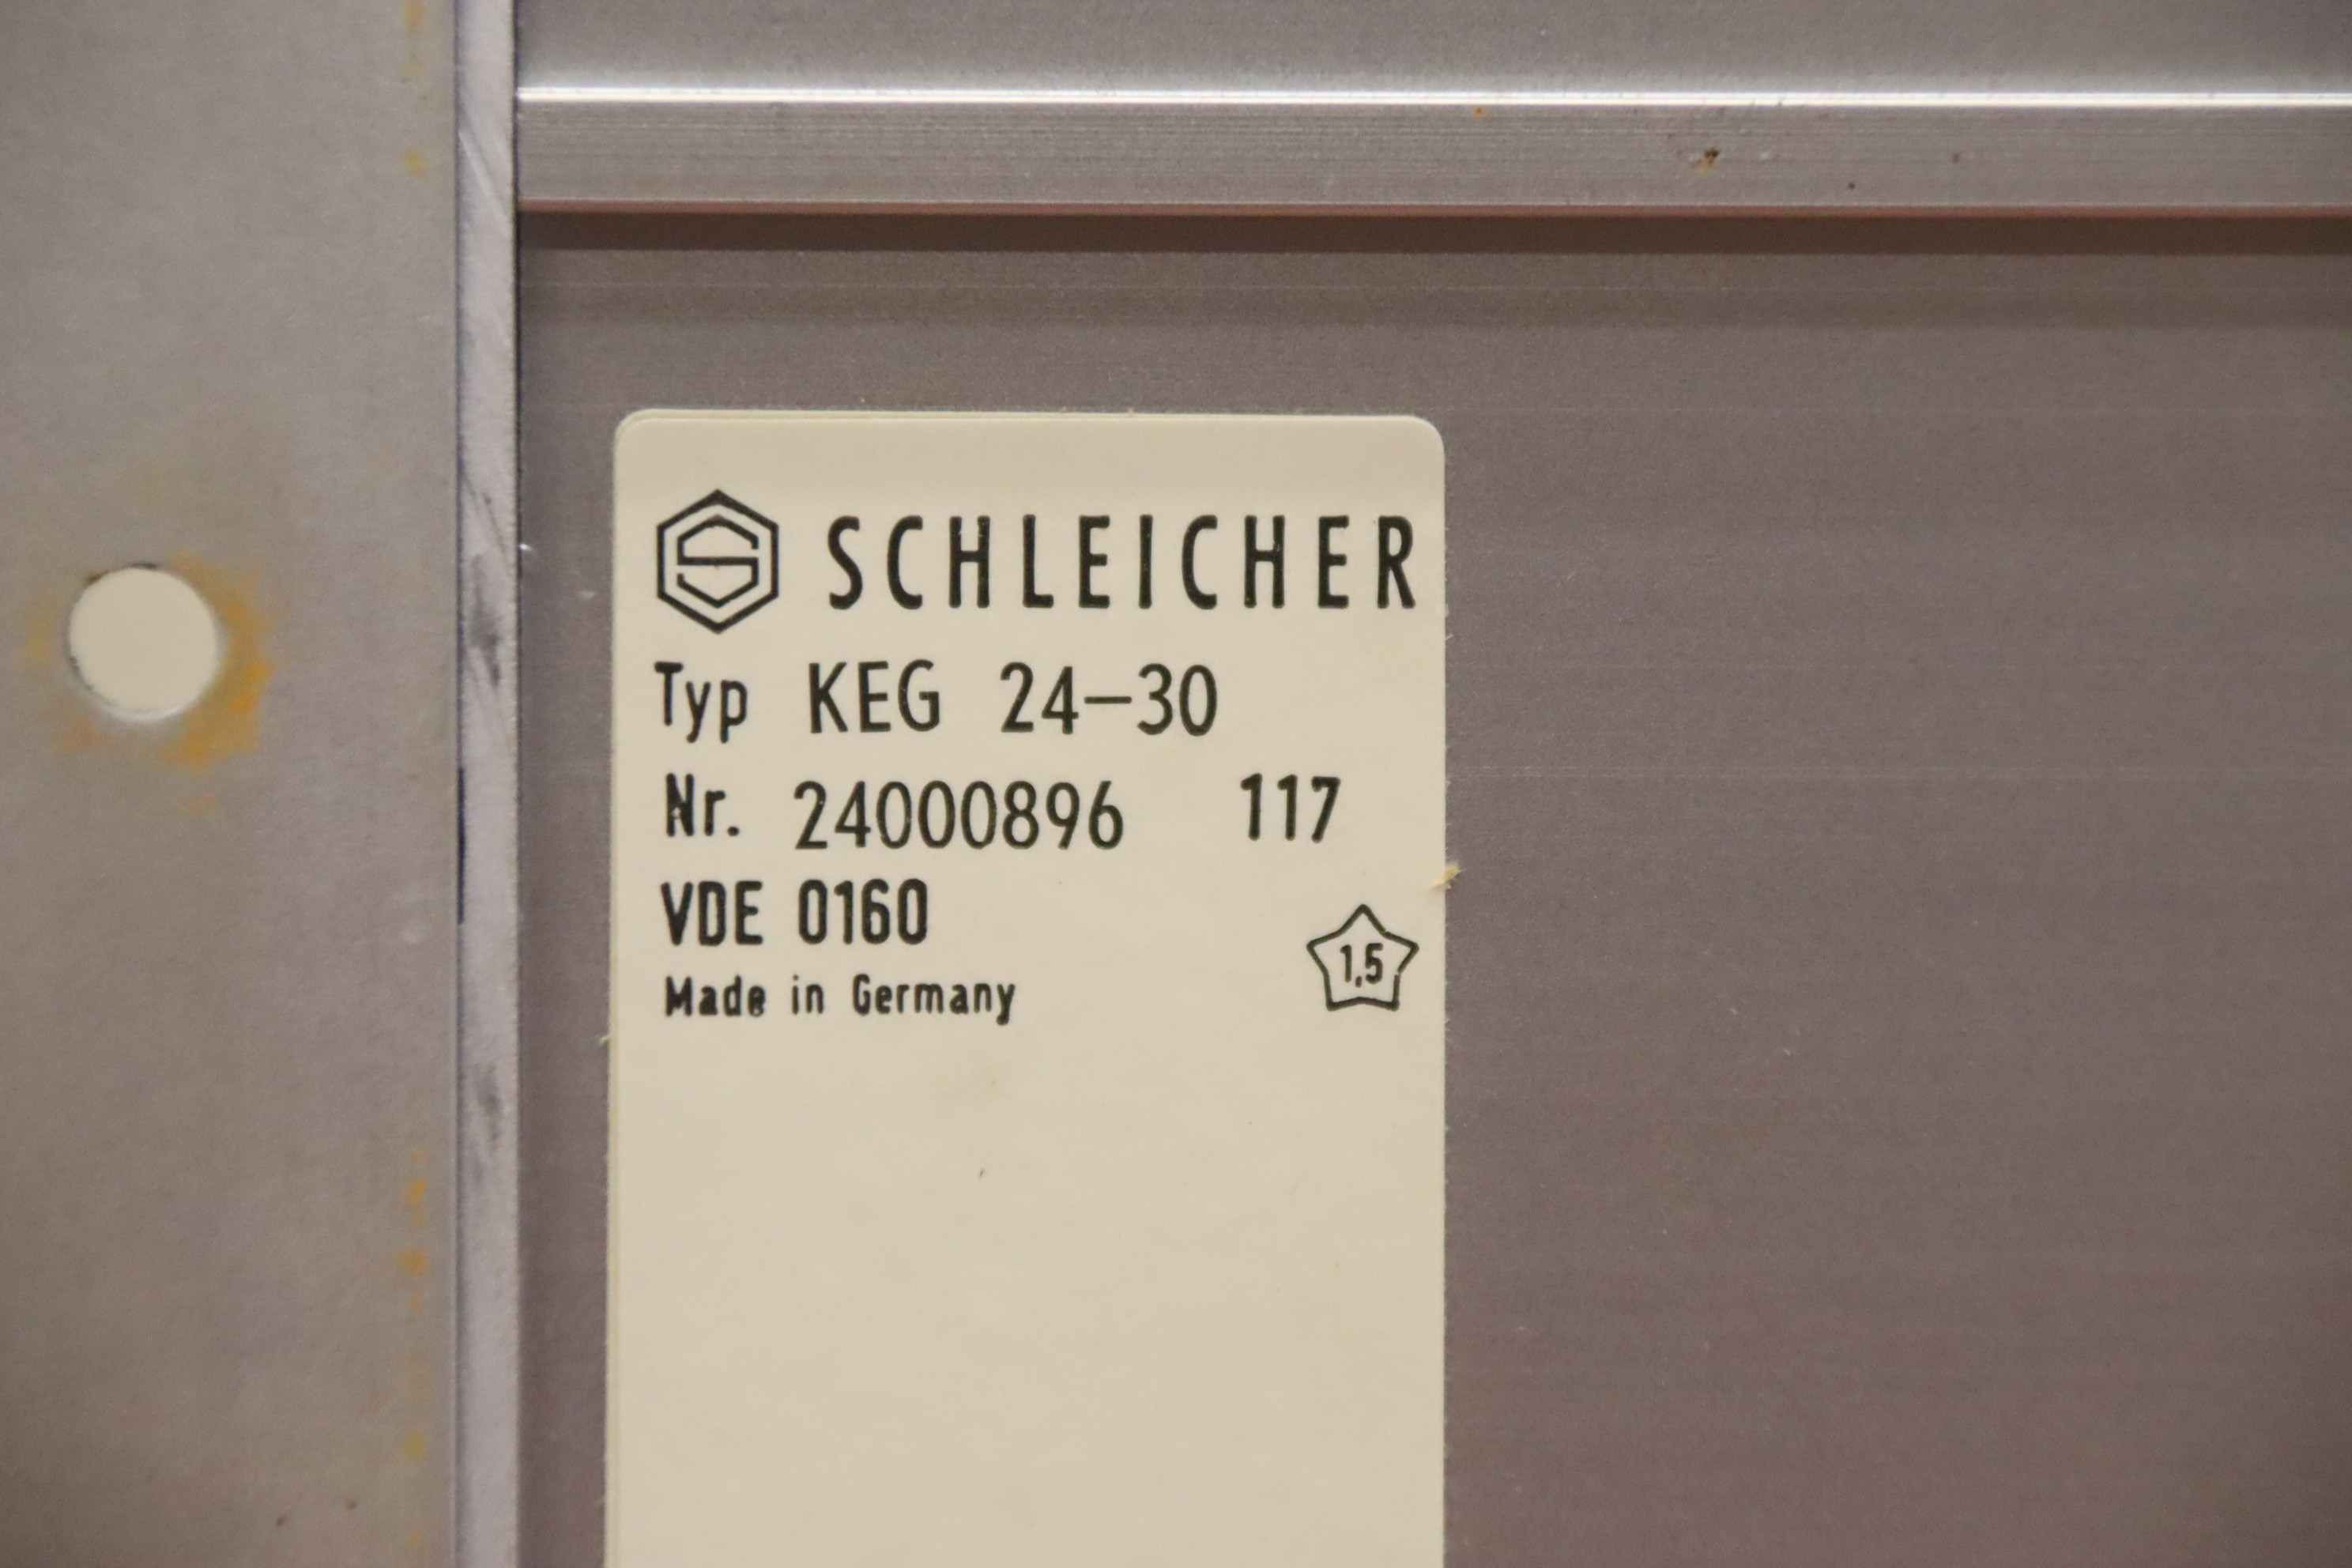 SCHLEICHER
Typ KEG 24-30
Nr. 24000896 117
VDE 0160
1,5
Made in Germany